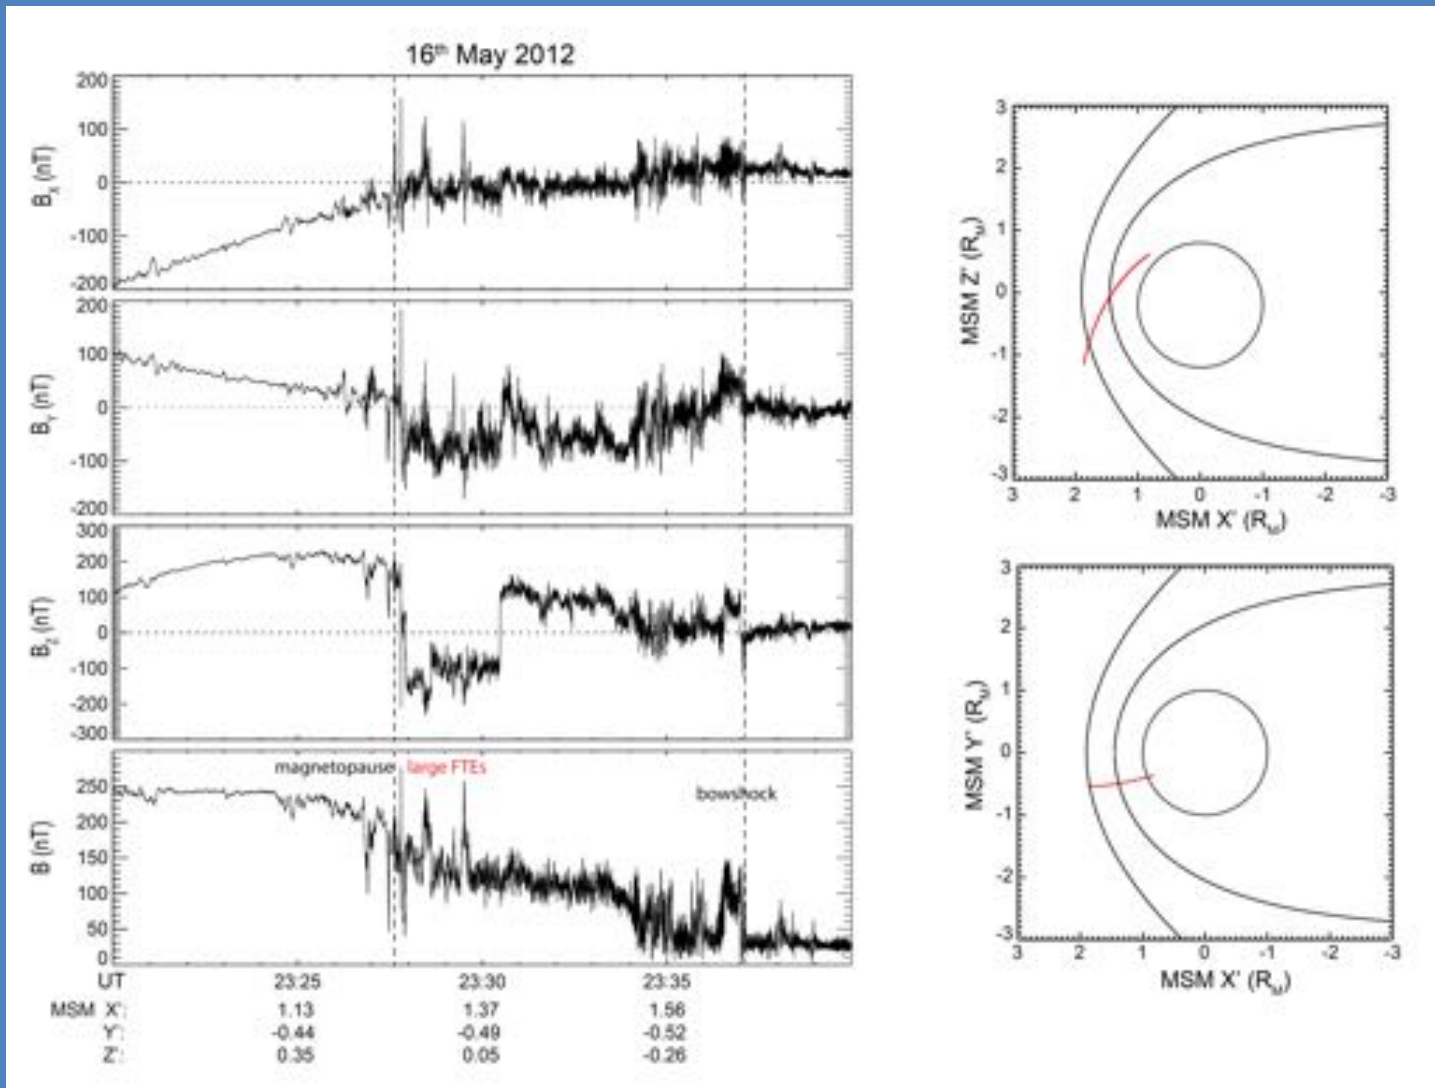 16th May 2012
200
100
0
-100
-200
Bx (nT)
200
100
0
-100
-200
BY (nT)
300
200
100
0
-100
-200
-300
BZ (nT)
magnetopause large FTEs
bowshock
250
200
150
100
50
0
B (nT)
UT 23:25 23:30 23:35
MSM X': 1.13 1.37 1.56
Y': -0.44 -0.49 -0.52
Z': 0.35 0.05 -0.26
3
2
1
0
-1
-2
-3
MSM Z' (RM)
3 2 1 0 -1 -2 -3
MSM X' (RM)
3
2
1
0
-1
-2
-3
MSM Y' (RM)
3 2 1 0 -1 -2 -3
MSM X' (RM)